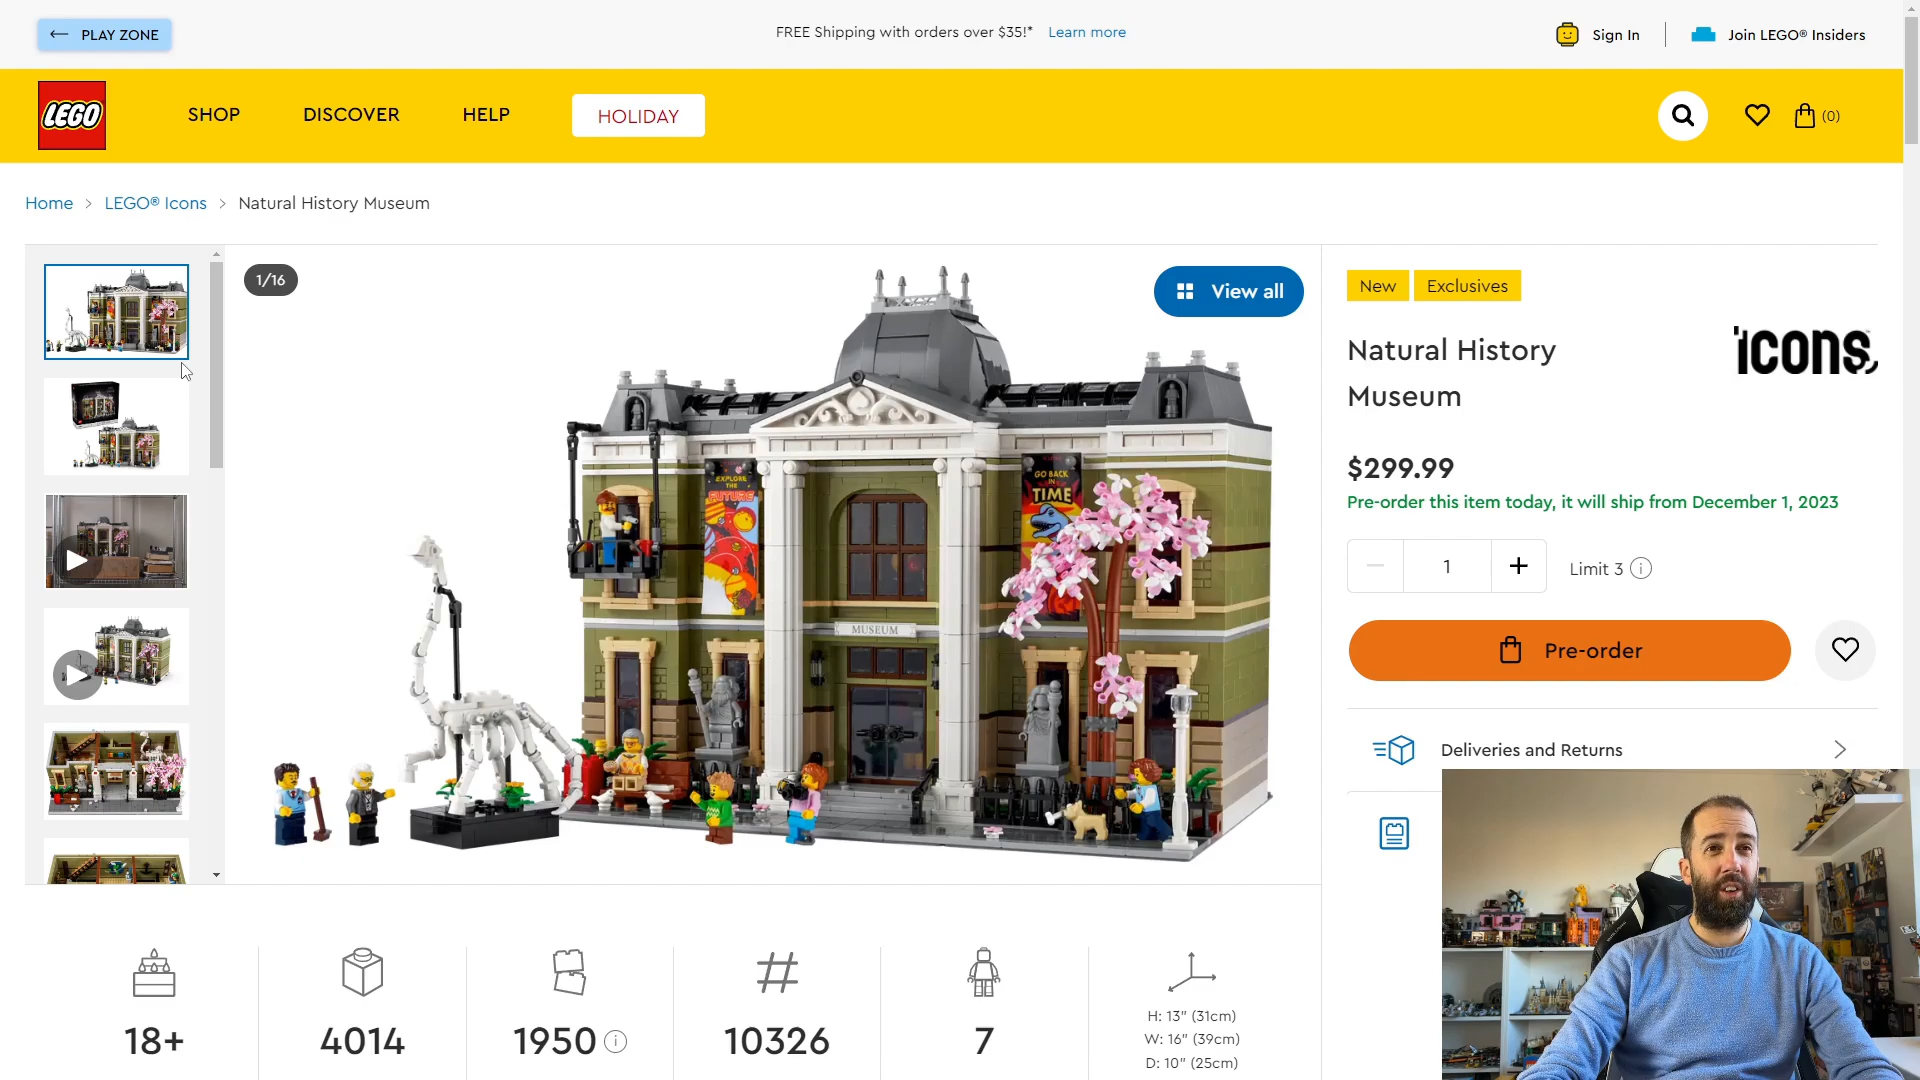 PLAY ZONE
FREE Shipping with orders over $35!* Learn more
Sign In
Join LEGO® Insiders
LEGO
SHOP
DISCOVER
HELP
HOLIDAY
(0)
Home > LEGO® Icons > Natural History Museum
1/16
View all
EXPLORE
THE
FUTURE
GO BACK
IN
TIME
MUSEUM
New
Exclusives
Natural History
Museum
icons
$299.99
Pre-order this item today, it will ship from December 1, 2023
1
Limit 3
Pre-order
Deliveries and Returns
18+
4014
1950
10326
7
H: 13" (31cm)
W: 16" (39cm)
D: 10" (25cm)